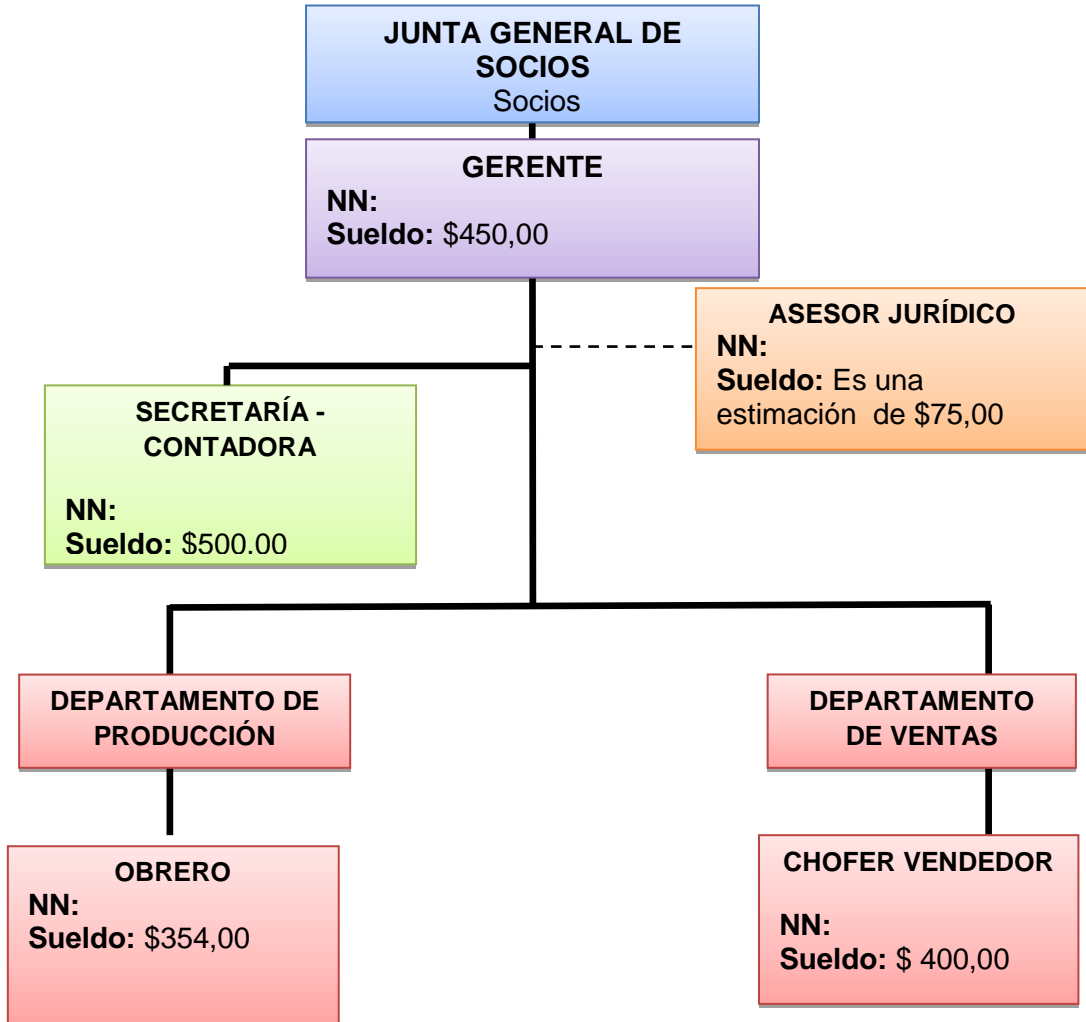 JUNTA GENERAL DE
SOCIOS
Socios
GERENTE
NN:
Sueldo: $450,00
ASESOR JURÍDICO
NN:
Sueldo: Es una
estimación de $75,00
SECRETARÍA -
CONTADORA
NN:
Sueldo: $500.00
DEPARTAMENTO DE
PRODUCCIÓN
DEPARTAMENTO
DE VENTAS
OBRERO
NN:
Sueldo: $354,00
CHOFER VENDEDOR
NN:
Sueldo: $ 400,00